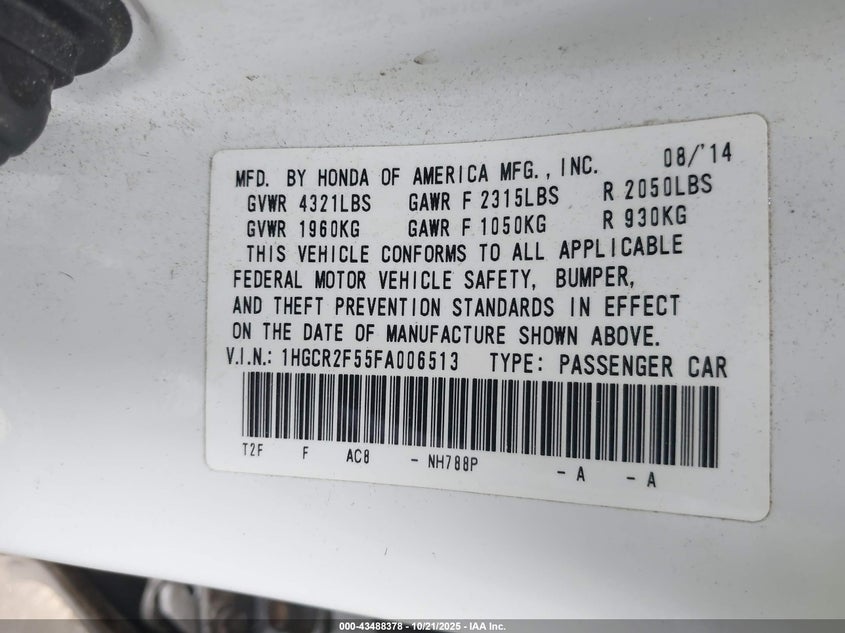 MFD. BY HONDA OF AMERICA MFG., INC. 08/'14
GVWR 4321LBS GAWR F 2315LBS R 2050LBS
GVWR 1960KG GAWR F 1050KG R 930KG
THIS VEHICLE CONFORMS TO ALL APPLICABLE
FEDERAL MOTOR VEHICLE SAFETY, BUMPER,
AND THEFT PREVENTION STANDARDS IN EFFECT
ON THE DATE OF MANUFACTURE SHOWN ABOVE.
V.I.N.: 1HGCR2F55FA006513 TYPE: PASSENGER CAR
T2F F AC8 - NH788P - A - A
000-43488378 - 10/21/2025 - IAA Inc.